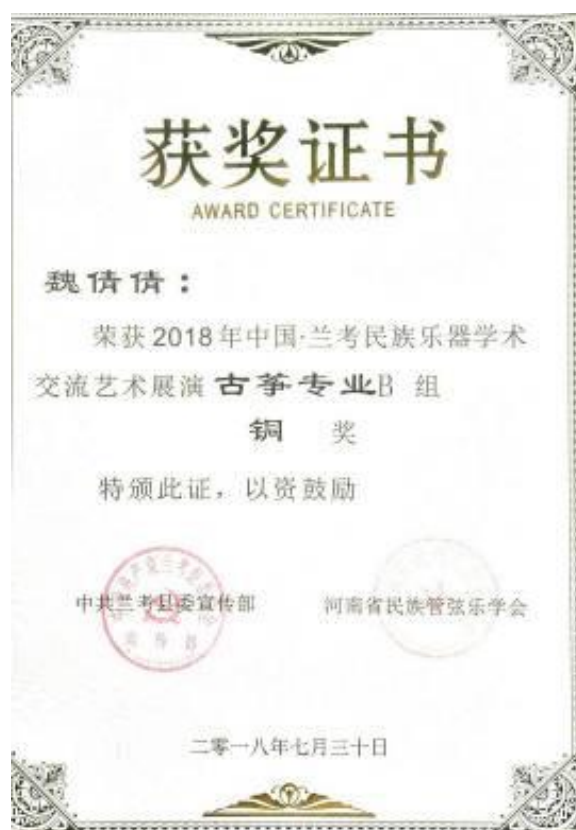 获奖证书
AWARD CERTIFICATE
魏倩倩：
荣获2018年中国·兰考民族乐器学术
交流艺术展演 古筝专业B 组
铜 奖
特颁此证，以资鼓励
中共兰考县委宣传部 河南省民族管弦乐学会
二零一八年七月三十日